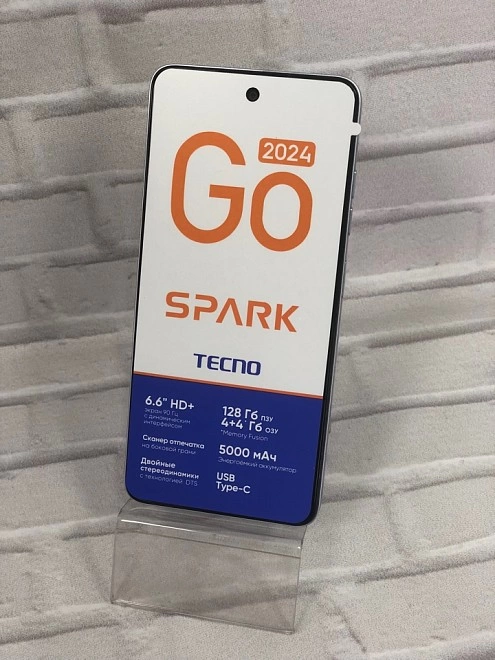 Go 2024
SPARK
TECNO
6.6" HD+
экран 90 Гц
с динамическим
интерфейсом
Сканер отпечатка
на боковой грани
Двойные
стереодинамики
с технологией DTS
128 Гб ПЗУ
4+4* Гб ОЗУ
*Memory Fusion
5000 мАч
Энергоемкий аккумулятор
USB
Type-C